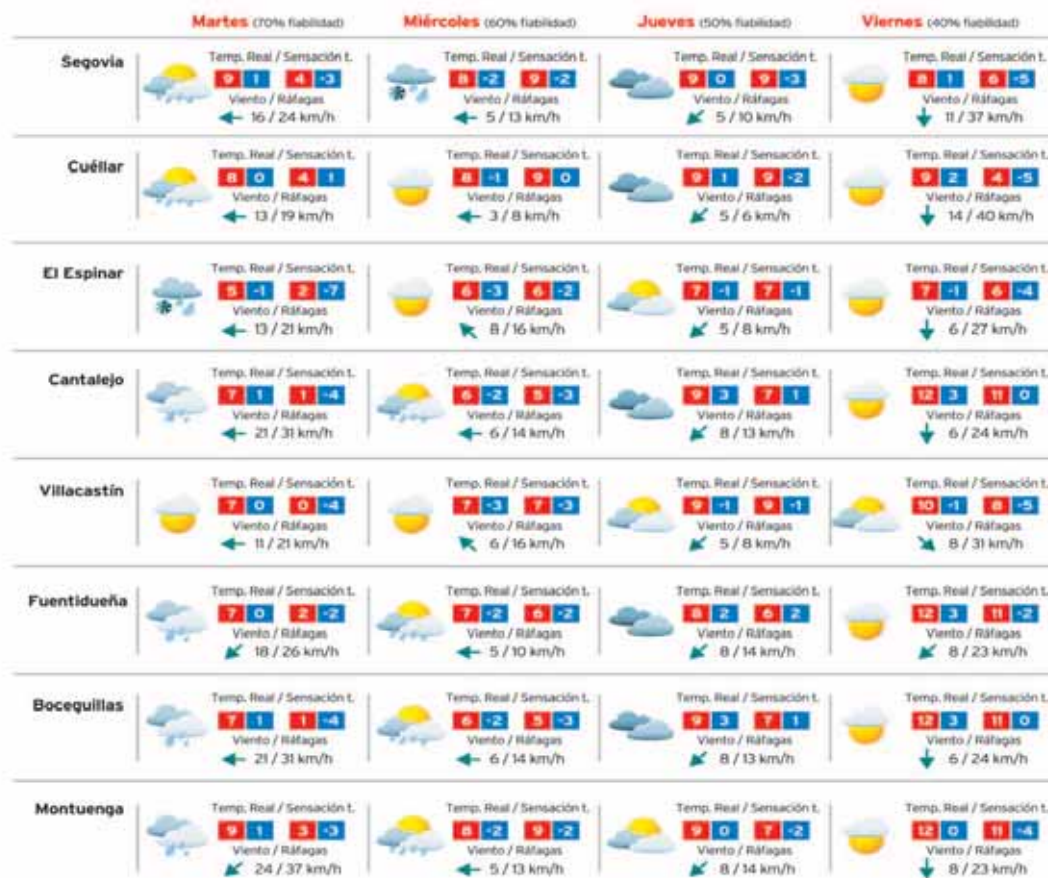 Martes (70% fiabilidad) Miércoles (60% fiabilidad) Jueves (50% fiabilidad) Viernes (40% fiabilidad)
Segovia
Temp. Real / Sensación t. Temp. Real / Sensación t. Temp. Real / Sensación t. Temp. Real / Sensación t.
9 1 4 -3 8 -2 9 -2 9 0 9 -3 8 1 6 -5
Viento / Ráfagas Viento / Ráfagas Viento / Ráfagas Viento / Ráfagas
16 / 24 km/h 5 / 13 km/h 5 / 10 km/h 11 / 37 km/h
Cuéllar
Temp. Real / Sensación t. Temp. Real / Sensación t. Temp. Real / Sensación t. Temp. Real / Sensación t.
8 0 4 1 8 -1 9 0 9 1 9 -2 9 2 4 -5
Viento / Ráfagas Viento / Ráfagas Viento / Ráfagas Viento / Ráfagas
13 / 19 km/h 3 / 8 km/h 5 / 6 km/h 14 / 40 km/h
El Espinar
Temp. Real / Sensación t. Temp. Real / Sensación t. Temp. Real / Sensación t. Temp. Real / Sensación t.
5 -1 2 -7 6 -3 6 -2 7 -1 7 -1 7 -1 6 -4
Viento / Ráfagas Viento / Ráfagas Viento / Ráfagas Viento / Ráfagas
13 / 21 km/h 8 / 16 km/h 5 / 8 km/h 6 / 27 km/h
Cantalejo
Temp. Real / Sensación t. Temp. Real / Sensación t. Temp. Real / Sensación t. Temp. Real / Sensación t.
7 1 1 -4 6 -2 5 -3 9 3 7 1 12 3 11 0
Viento / Ráfagas Viento / Ráfagas Viento / Ráfagas Viento / Ráfagas
21 / 31 km/h 6 / 14 km/h 8 / 13 km/h 6 / 24 km/h
Villacastín
Temp. Real / Sensación t. Temp. Real / Sensación t. Temp. Real / Sensación t. Temp. Real / Sensación t.
7 0 0 -4 7 -3 7 -3 9 -1 9 -1 10 -1 8 -5
Viento / Ráfagas Viento / Ráfagas Viento / Ráfagas Viento / Ráfagas
11 / 21 km/h 6 / 16 km/h 5 / 8 km/h 8 / 31 km/h
Fuentidueña
Temp. Real / Sensación t. Temp. Real / Sensación t. Temp. Real / Sensación t. Temp. Real / Sensación t.
7 0 2 -2 7 -2 6 -2 8 2 6 2 12 3 11 -2
Viento / Ráfagas Viento / Ráfagas Viento / Ráfagas Viento / Ráfagas
18 / 26 km/h 5 / 10 km/h 8 / 14 km/h 8 / 23 km/h
Boceguillas
Temp. Real / Sensación t. Temp. Real / Sensación t. Temp. Real / Sensación t. Temp. Real / Sensación t.
7 1 1 -4 6 -2 5 -3 9 3 7 1 12 3 11 0
Viento / Ráfagas Viento / Ráfagas Viento / Ráfagas Viento / Ráfagas
21 / 31 km/h 6 / 14 km/h 8 / 13 km/h 6 / 24 km/h
Montuenga
Temp. Real / Sensación t. Temp. Real / Sensación t. Temp. Real / Sensación t. Temp. Real / Sensación t.
9 1 3 -3 8 -2 9 -2 9 0 7 -2 12 0 11 -4
Viento / Ráfagas Viento / Ráfagas Viento / Ráfagas Viento / Ráfagas
24 / 37 km/h 5 / 13 km/h 8 / 14 km/h 8 / 23 km/h